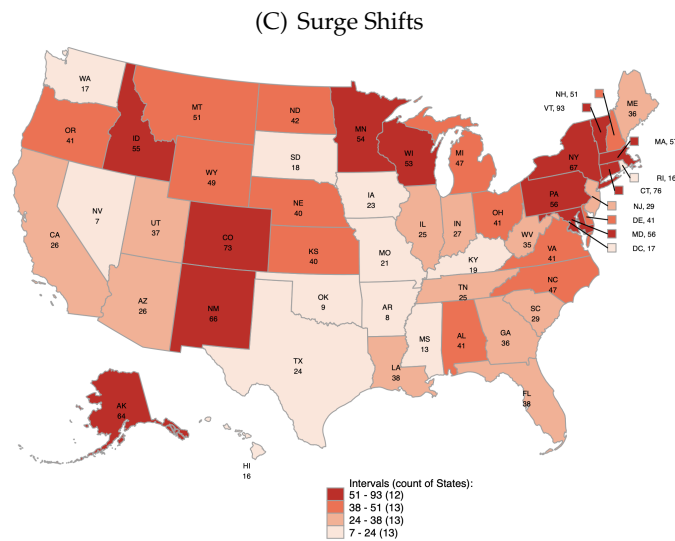 (C) Surge Shifts
WA
17
OR
41
CA
26
NV
7
ID
55
MT
51
WY
49
UT
37
AZ
26
CO
73
NM
66
ND
42
SD
18
NE
40
KS
40
OK
9
TX
24
MN
54
IA
23
MO
21
AR
8
LA
38
WI
53
IL
25
MS
13
MI
47
IN
27
KY
19
TN
25
AL
41
OH
41
WV
35
GA
36
FL
38
SC
29
NC
47
VA
41
PA
56
NY
67
ME
36
NH, 51
VT, 93
MA, 57
RI, 16
CT, 76
NJ, 29
DE, 41
MD, 56
DC, 17
AK
64
HI
16
Intervals (count of States):
51 - 93 (12)
38 - 51 (13)
24 - 38 (13)
7 - 24 (13)